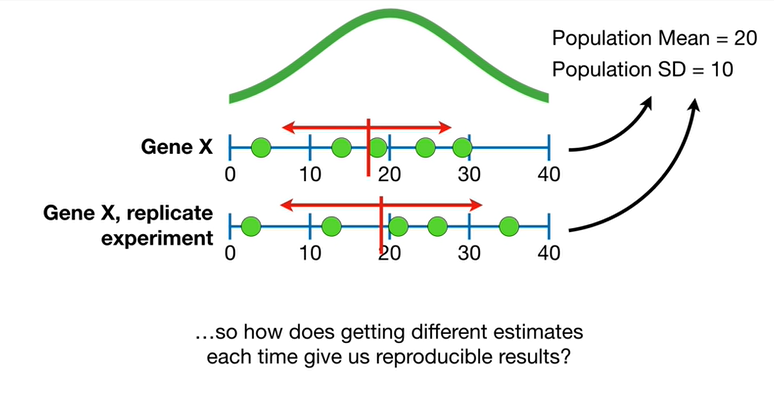 Population Mean = 20
Population SD = 10
Gene X
0 10 20 30 40
Gene X, replicate
experiment
0 10 20 30 40
...so how does getting different estimates
each time give us reproducible results?